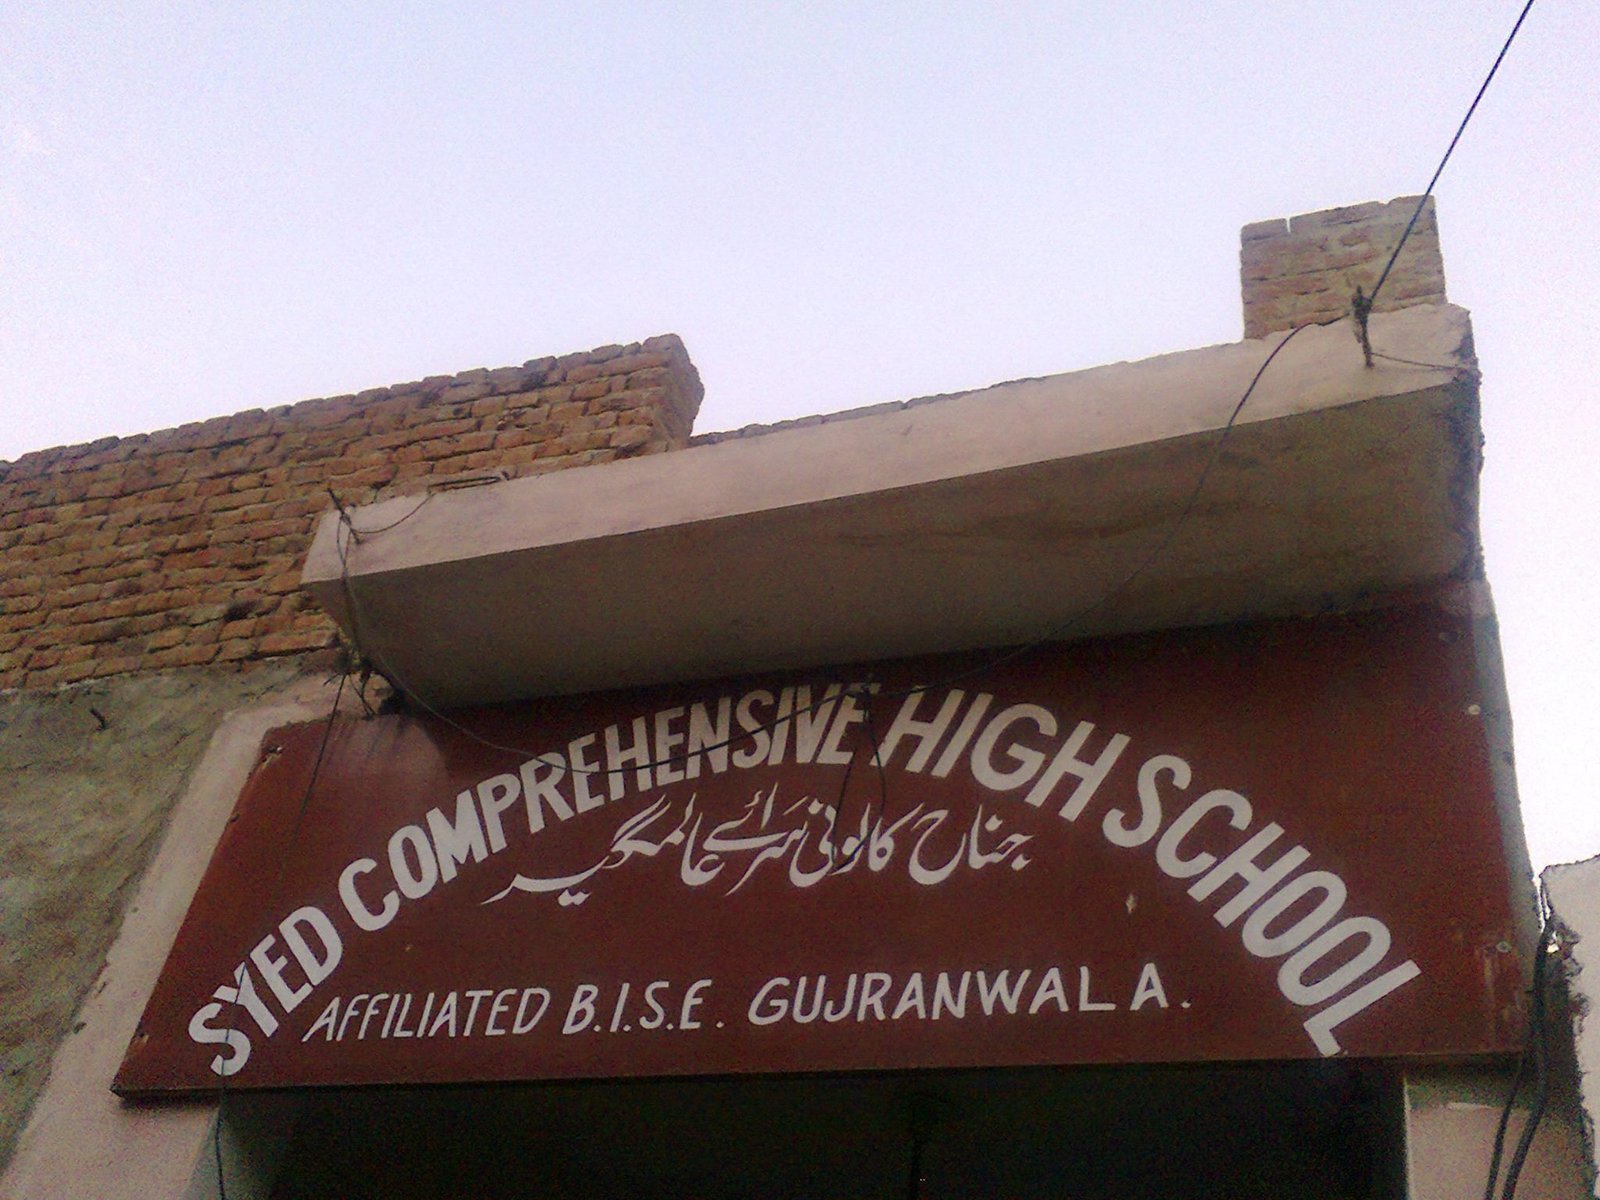 SYED COMPREHENSIVE HIGH SCHOOL
جناح کالونی سرائے عالمگیر
AFFILIATED B.I.S.E. GUJRANWALA.